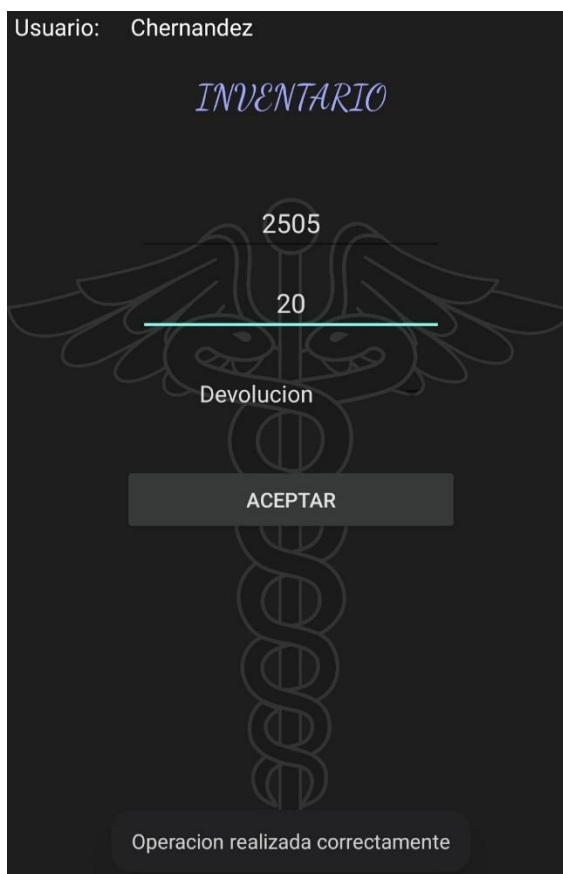 Usuario: Chernandez
INVENTARIO
2505
20
Devolucion
ACEPTAR
Operacion realizada correctamente